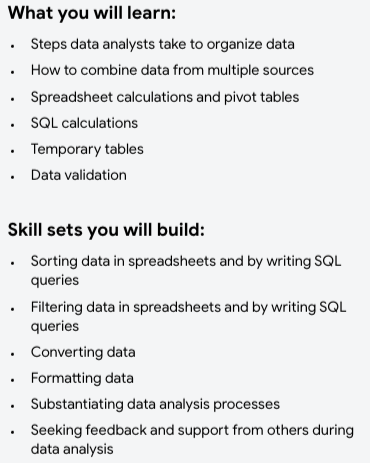 What you will learn:
• Steps data analysts take to organize data
• How to combine data from multiple sources
• Spreadsheet calculations and pivot tables
• SQL calculations
• Temporary tables
• Data validation
Skill sets you will build:
• Sorting data in spreadsheets and by writing SQL
queries
• Filtering data in spreadsheets and by writing SQL
queries
• Converting data
• Formatting data
• Substantiating data analysis processes
• Seeking feedback and support from others during
data analysis